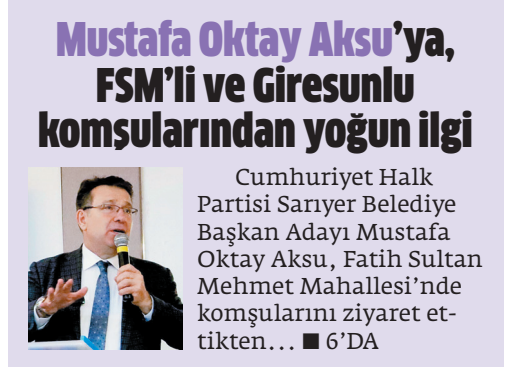 Mustafa Oktay Aksu’ya,
FSM’li ve Giresunlu
komşularından yoğun ilgi
Cumhuriyet Halk
Partisi Sarıyer Belediye
Başkan Adayı Mustafa
Oktay Aksu, Fatih Sultan
Mehmet Mahallesi’nde
komşularını ziyaret et-
tikten... ■ 6’DA